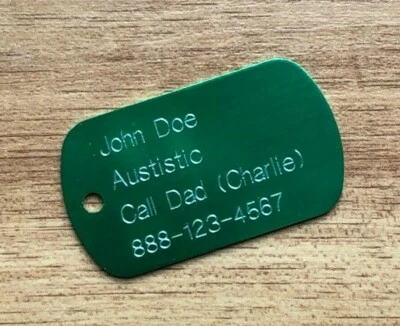 John Doe
Austistic
Call Dad (Charlie)
888-123-4567